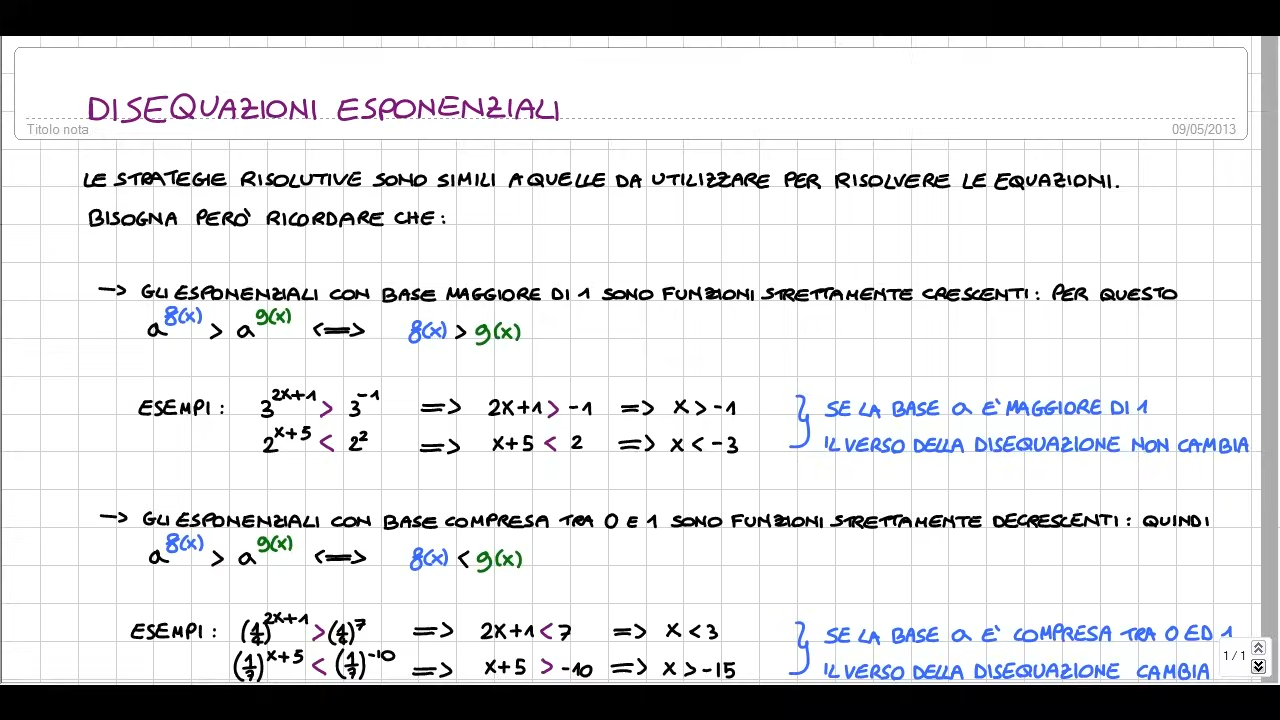 DISEQUAZIONI ESPONENZIALI
Titolo nota 09/05/2013
LE STRATEGIE RISOLUTIVE SONO SIMILI A QUELLE DA UTILIZZARE PER RISOLVERE LE EQUAZIONI.
BISOGNA PERÒ RICORDARE CHE:
-> GLI ESPONENZIALI CON BASE MAGGIORE DI 1 SONO FUNZIONI STRETTAMENTE CRESCENTI: PER QUESTO
a^f(x) > a^g(x) <=> f(x) > g(x)
ESEMPI: 3^(2x+1) > 3^-1 => 2x+1 > -1 => x > -1 } SE LA BASE a E' MAGGIORE DI 1
2^(x+5) < 2^2 => x+5 < 2 => x < -3 IL VERSO DELLA DISEQUAZIONE NON CAMBIA
-> GLI ESPONENZIALI CON BASE COMPRESA TRA 0 E 1 SONO FUNZIONI STRETTAMENTE DECRESCENTI: QUINDI
a^f(x) > a^g(x) <=> f(x) < g(x)
ESEMPI: (1/4)^(2x+1) > (1/4)^7 => 2x+1 < 7 => x < 3 } SE LA BASE a E' COMPRESA TRA 0 ED 1
(1/7)^(x+5) < (1/7)^-10 => x+5 > -10 => x > -15 IL VERSO DELLA DISEQUAZIONE CAMBIA
1 / 1